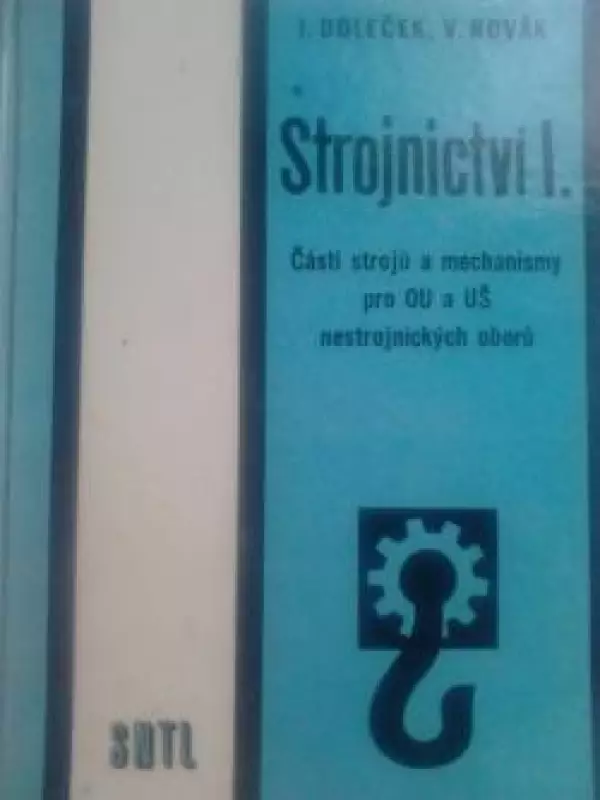 J. DOLEČEK, V. NOVÁK
Strojnictví I.
Části strojů a mechanismy
pro OU a UŠ
nestrojnických oborů
SNTL